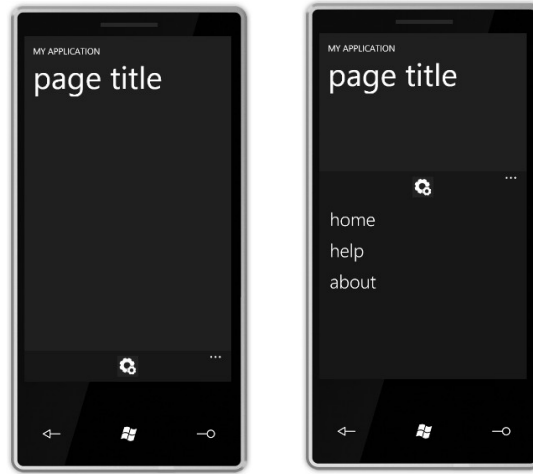 MY APPLICATION
page title
...
MY APPLICATION
page title
...
home
help
about